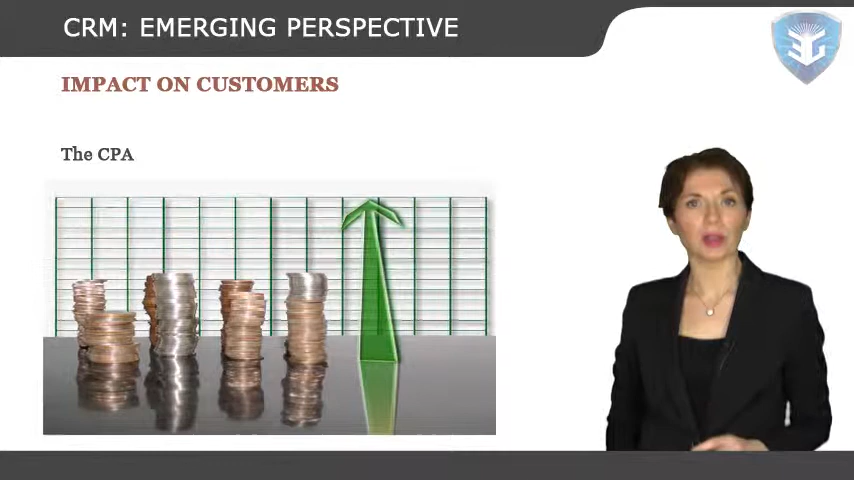 CRM: EMERGING PERSPECTIVE
IMPACT ON CUSTOMERS
The CPA